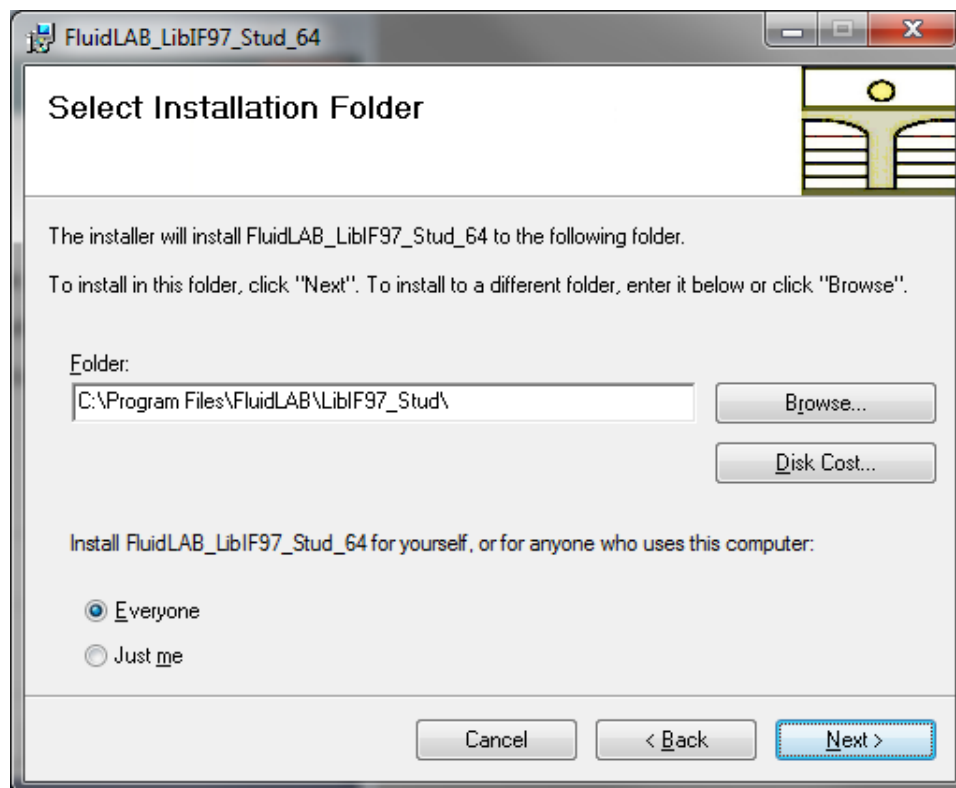 FluidLAB_LibIF97_Stud_64
Select Installation Folder
The installer will install FluidLAB_LibIF97_Stud_64 to the following folder.
To install in this folder, click "Next". To install to a different folder, enter it below or click "Browse".
Folder:
C:\Program Files\FluidLAB\LibIF97_Stud\
Browse...
Disk Cost...
Install FluidLAB_LibIF97_Stud_64 for yourself, or for anyone who uses this computer:
Everyone
Just me
Cancel
< Back
Next >